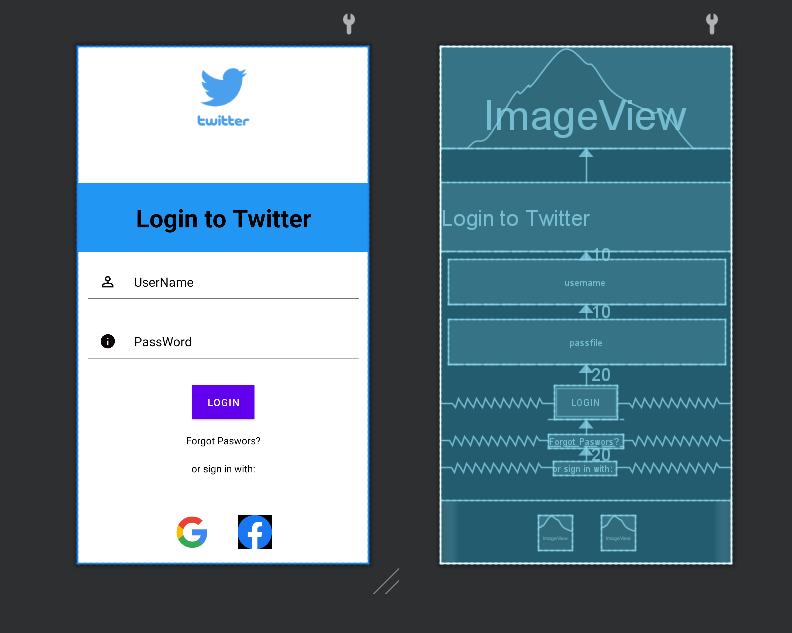 twitter
Login to Twitter
UserName
PassWord
LOGIN
Forgot Paswors?
or sign in with:
ImageView
Login to Twitter
10
username
10
passfile
20
LOGIN
Forgot Paswors?
20
or sign in with:
ImageView
ImageView